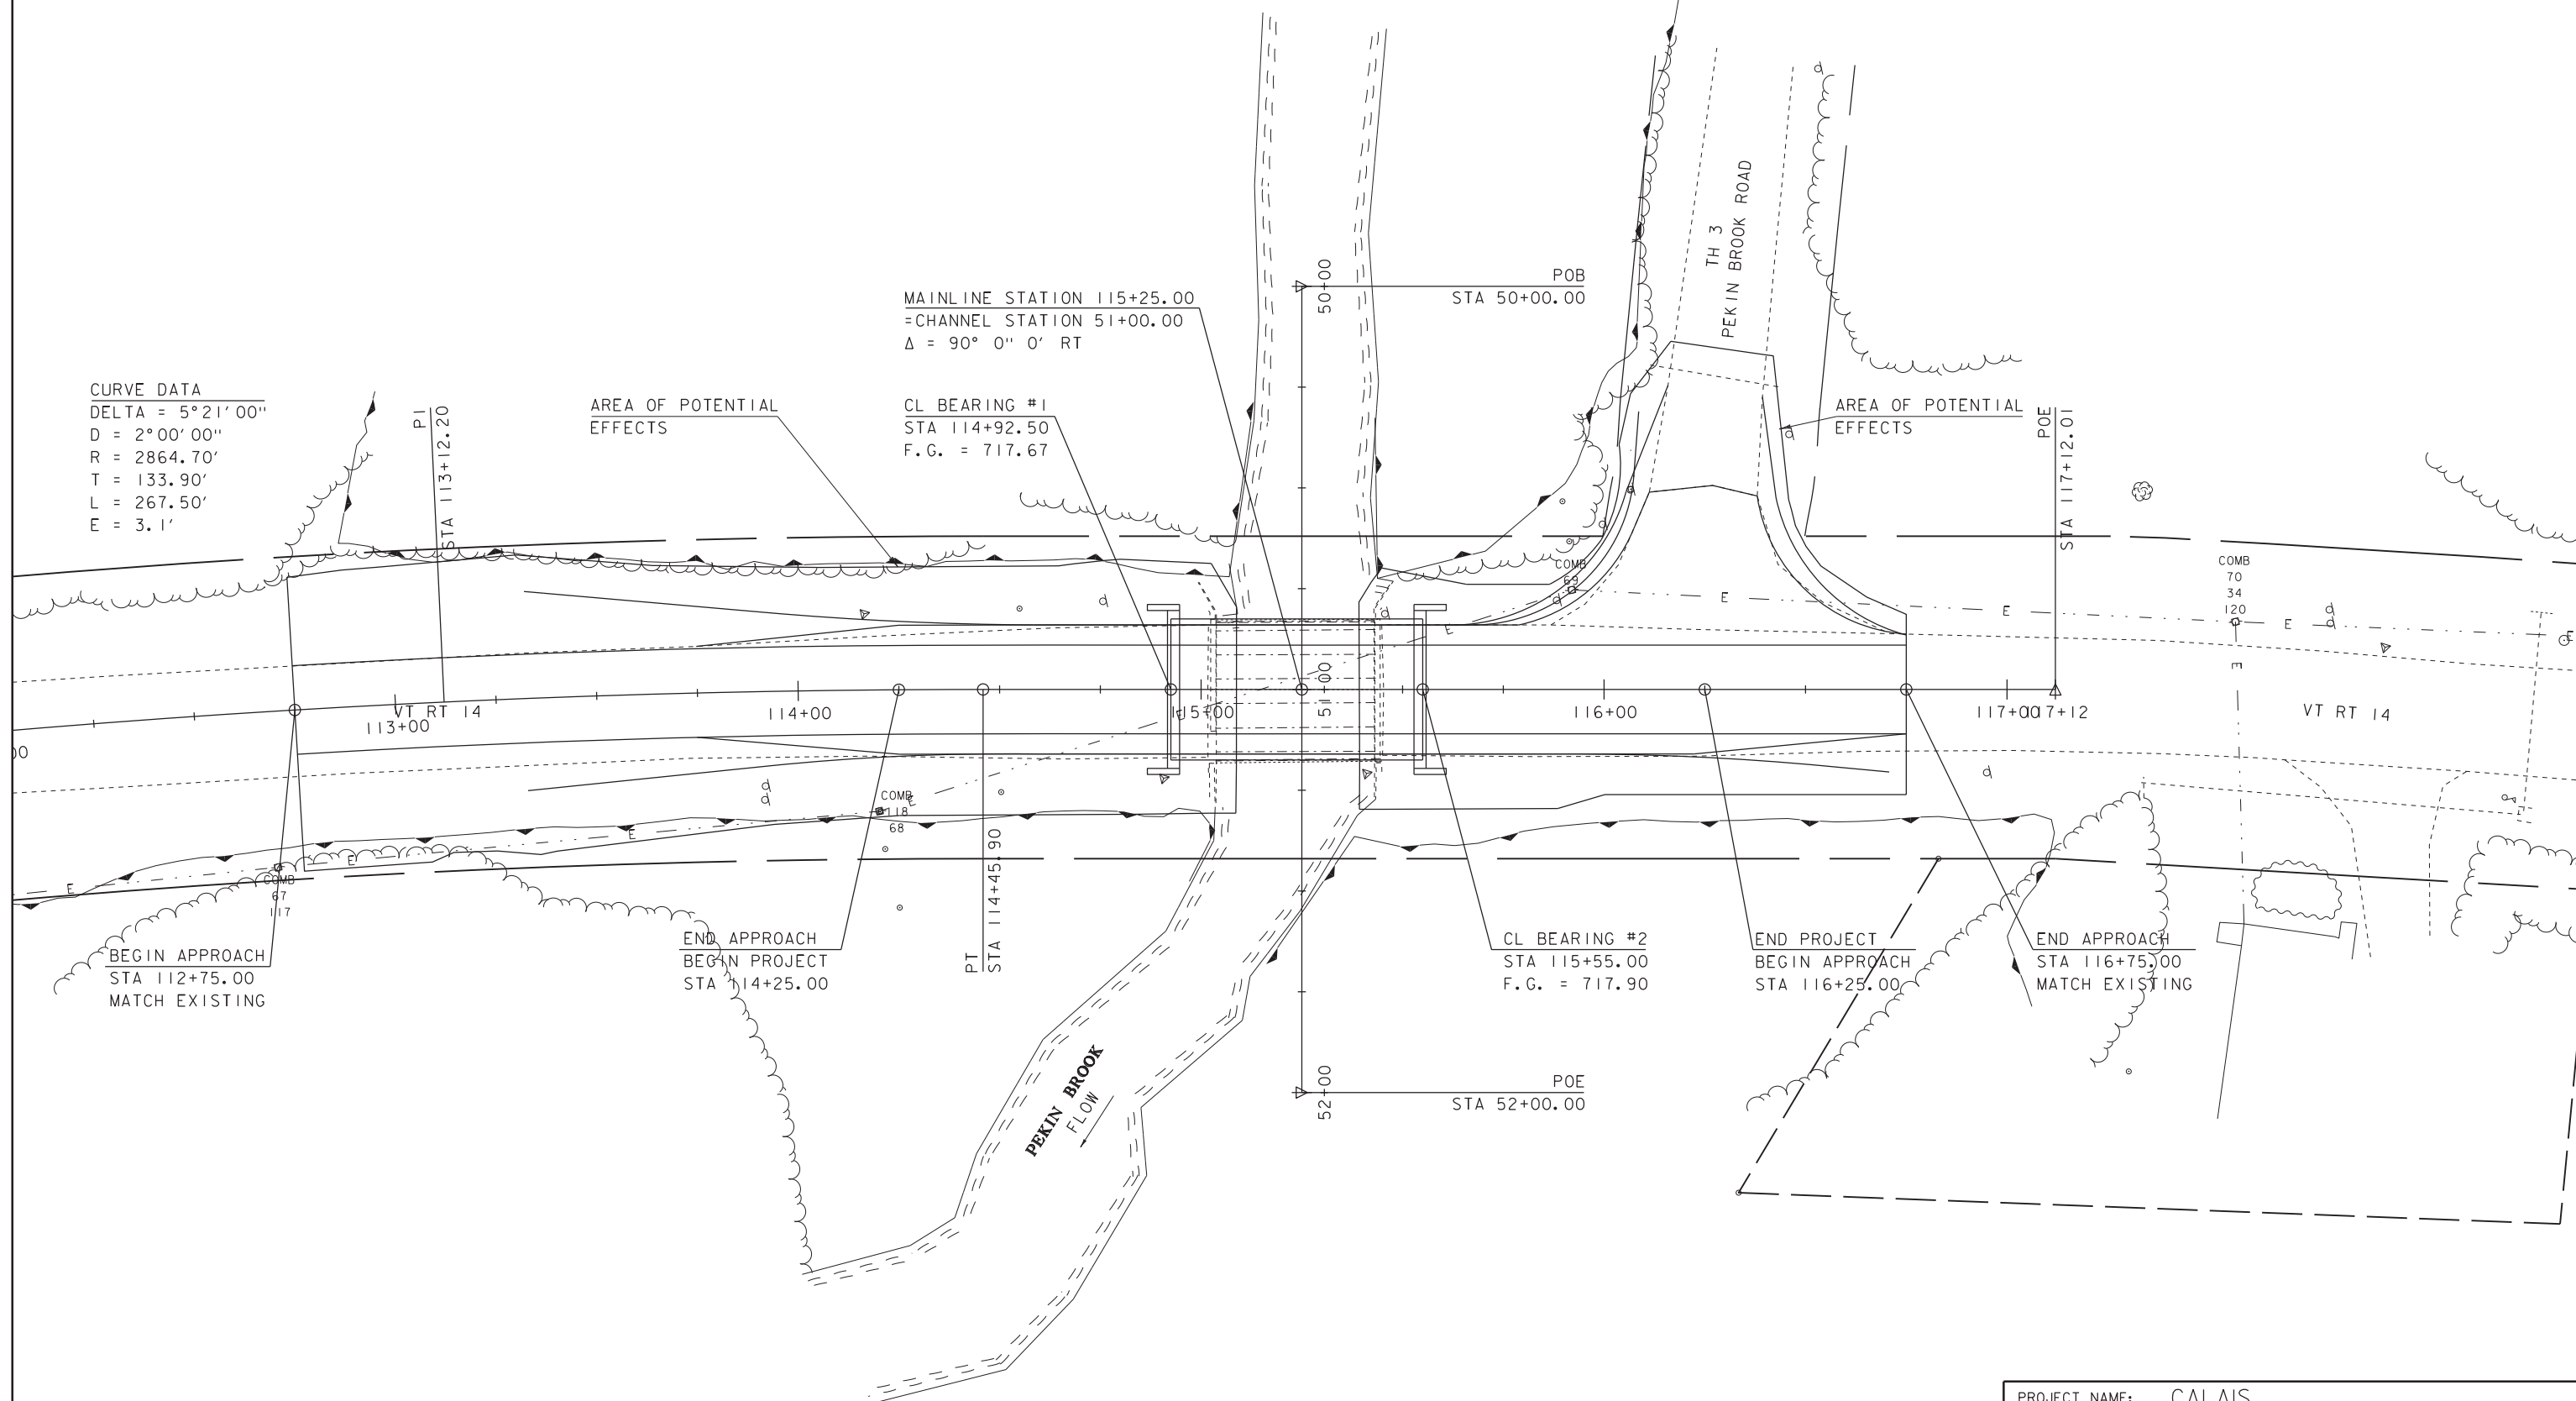 TH 3
PEKIN BROOK ROAD
MAINLINE STATION 115+25.00
=CHANNEL STATION 51+00.00
Δ = 90° 0" 0' RT
50+00
POB
STA 50+00.00
CURVE DATA
DELTA = 5°21'00"
D = 2°00'00"
R = 2864.70'
T = 133.90'
L = 267.50'
E = 3.1'
PI
STA 113+12.20
AREA OF POTENTIAL
EFFECTS
CL BEARING #1
STA 114+92.50
F.G. = 717.67
AREA OF POTENTIAL
EFFECTS
POE
STA 117+12.01
COMB
69
COMB
70
34
120
E
E
E
E
E
E
VT RT 14
113+00
114+00
115+00
51+00
116+00
117+00
117+12
VT RT 14
00
E
E
COMB
118
68
E
E
E
COMB
67
117
BEGIN APPROACH
STA 112+75.00
MATCH EXISTING
END APPROACH
BEGIN PROJECT
STA 114+25.00
PT
STA 114+45.90
CL BEARING #2
STA 115+55.00
F.G. = 717.90
END PROJECT
BEGIN APPROACH
STA 116+25.00
END APPROACH
STA 116+75.00
MATCH EXISTING
PEKIN BROOK
FLOW
52+00
POE
STA 52+00.00
PROJECT NAME: CALAIS